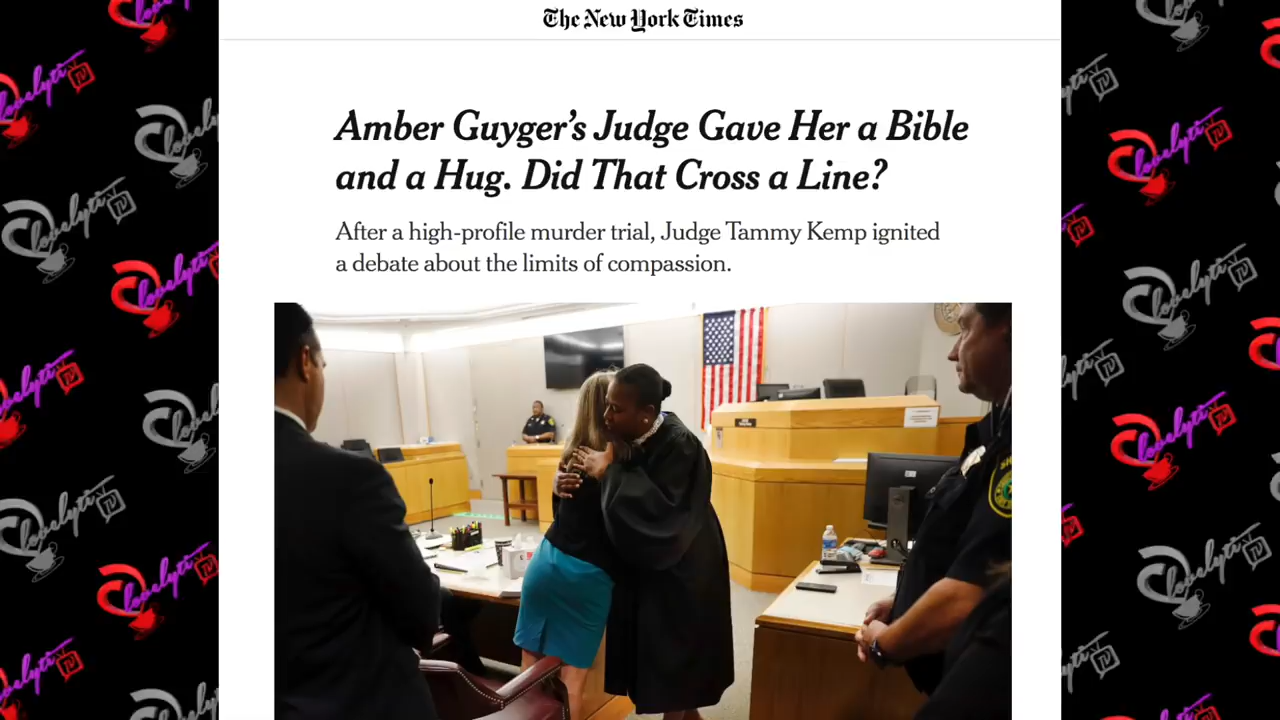 The New York Times
Amber Guyger's Judge Gave Her a Bible
and a Hug. Did That Cross a Line?
After a high-profile murder trial, Judge Tammy Kemp ignited
a debate about the limits of compassion.